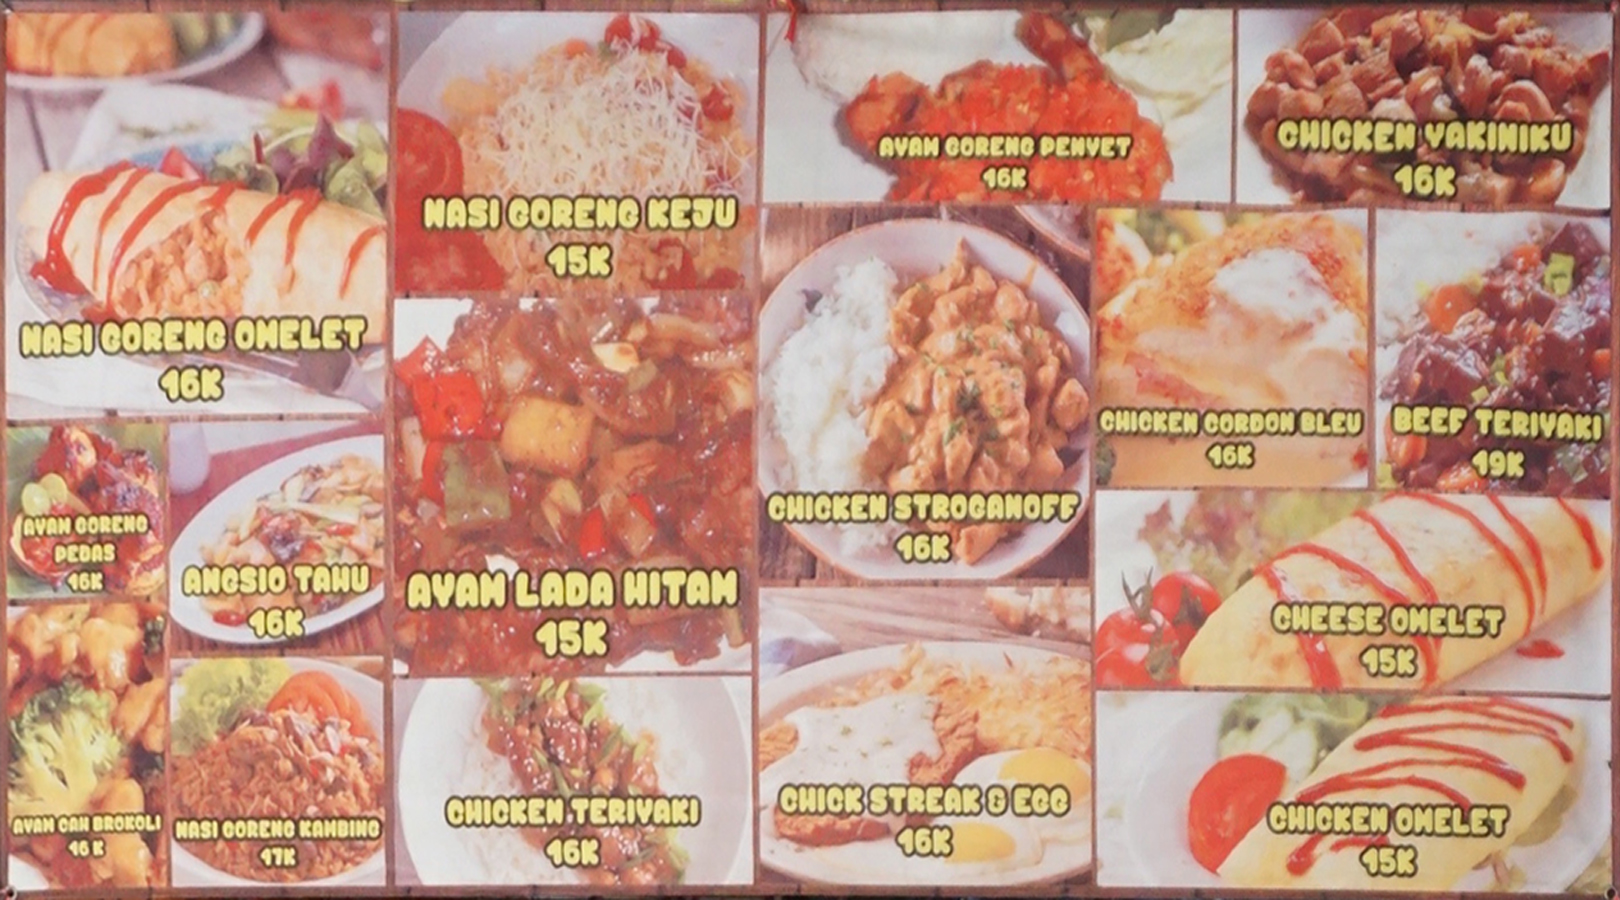 NASI GORENG OMELET
16K
NASI GORENG KEJU
15K
AYAM GORENG PENYET
16K
CHICKEN YAKINIKU
16K
AYAM GORENG
PEDAS
16K
ANGSIO TAHU
16K
AYAM LADA HITAM
15K
CHICKEN STROGANOFF
16K
CHICKEN CORDON BLEU
16K
BEEF TERIYAKI
19K
CHEESE OMELET
15K
AYAM CAH BROKOLI
16 K
NASI GORENG KAMBING
17K
CHICKEN TERIYAKI
16K
CHICK STREAK & EGG
16K
CHICKEN OMELET
15K